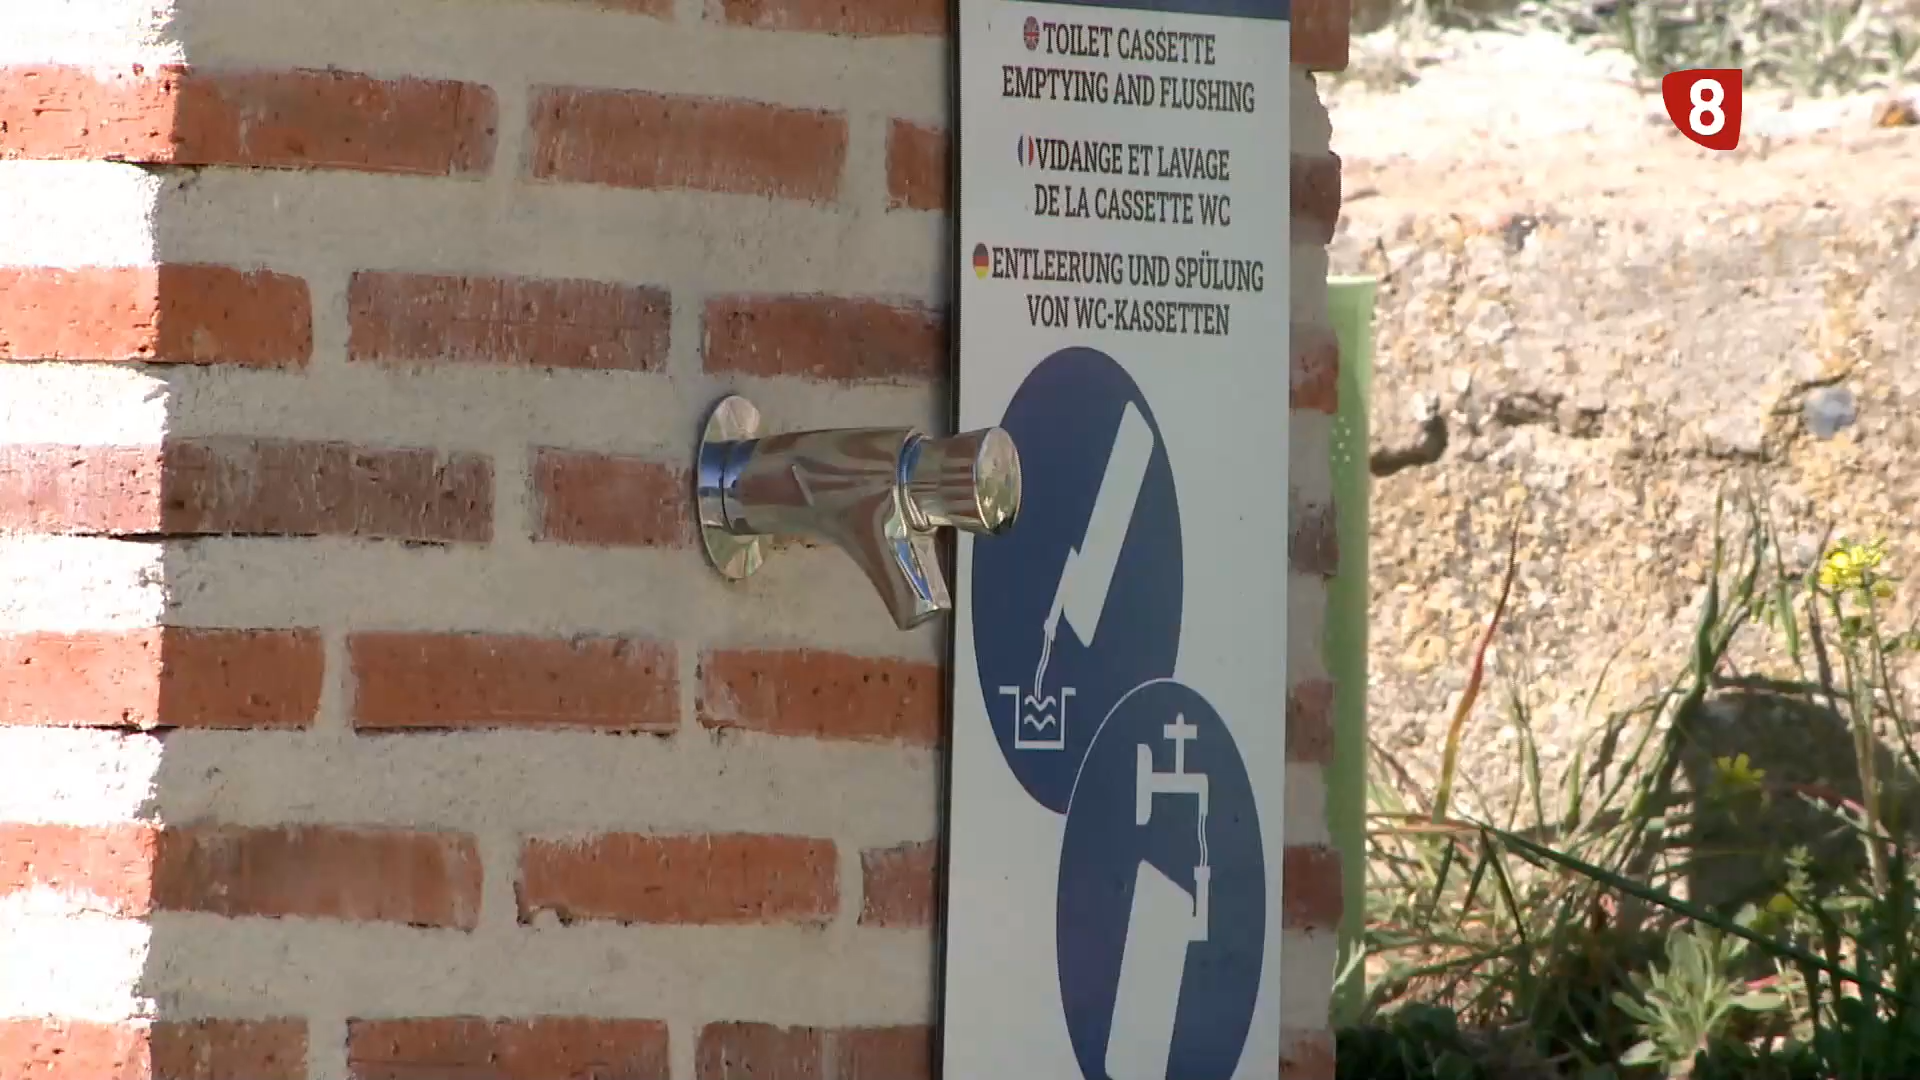 TOILET CASSETTE
EMPTYING AND FLUSHING
VIDANGE ET LAVAGE
DE LA CASSETTE WC
ENTLEERUNG UND SPÜLUNG
VON WC-KASSETTEN
8